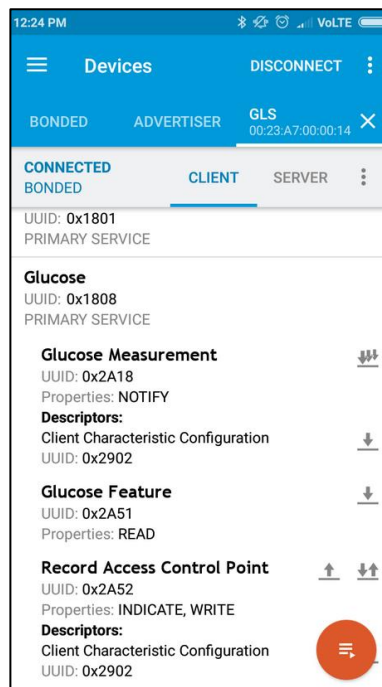 12:24 PM VoLTE
Devices DISCONNECT
BONDED ADVERTISER GLS
00:23:A7:00:00:14
CONNECTED
BONDED CLIENT SERVER
UUID: 0x1801
PRIMARY SERVICE
Glucose
UUID: 0x1808
PRIMARY SERVICE
Glucose Measurement
UUID: 0x2A18
Properties: NOTIFY
Descriptors:
Client Characteristic Configuration
UUID: 0x2902
Glucose Feature
UUID: 0x2A51
Properties: READ
Record Access Control Point
UUID: 0x2A52
Properties: INDICATE, WRITE
Descriptors:
Client Characteristic Configuration
UUID: 0x2902